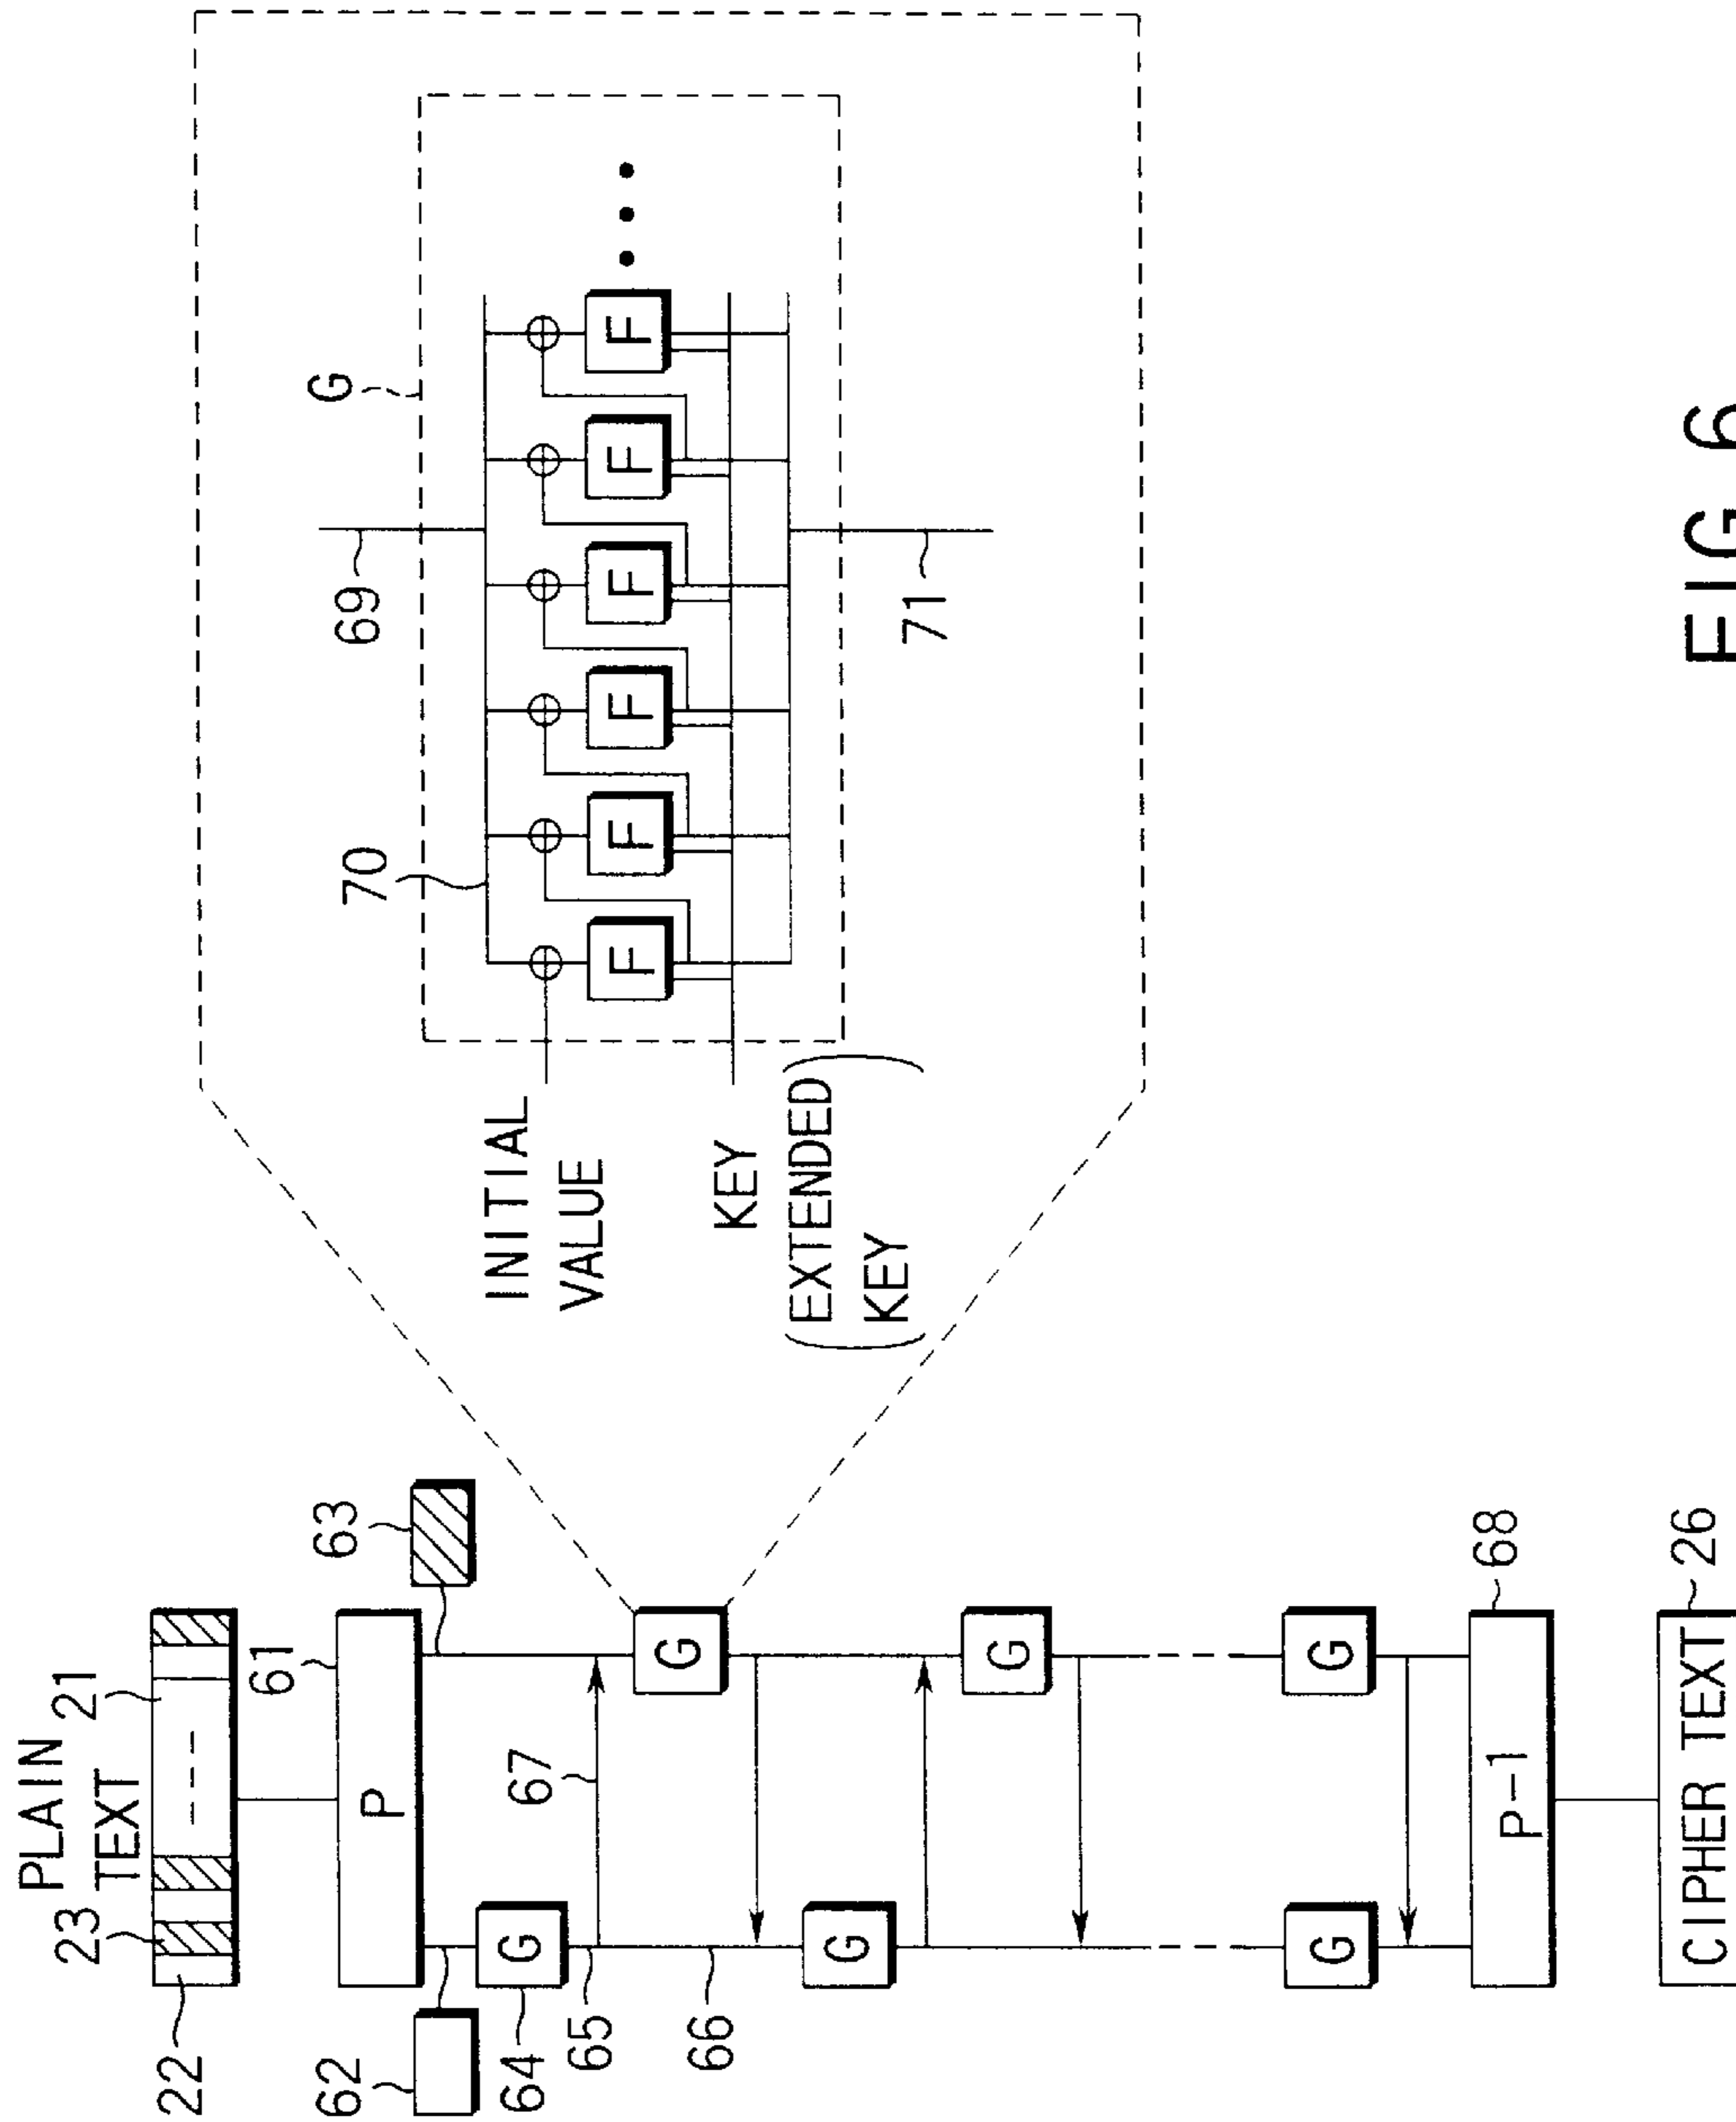 PLAIN
TEXT
21
23
22
61
P
62
63
G
64
65
66
67
G
G
G
G
G
P-1
68
CIPHER TEXT
26
G
69
70
F
F
F
F
F
F
71
INITIAL
VALUE
KEY
(EXTENDED
KEY)
FIG. 6